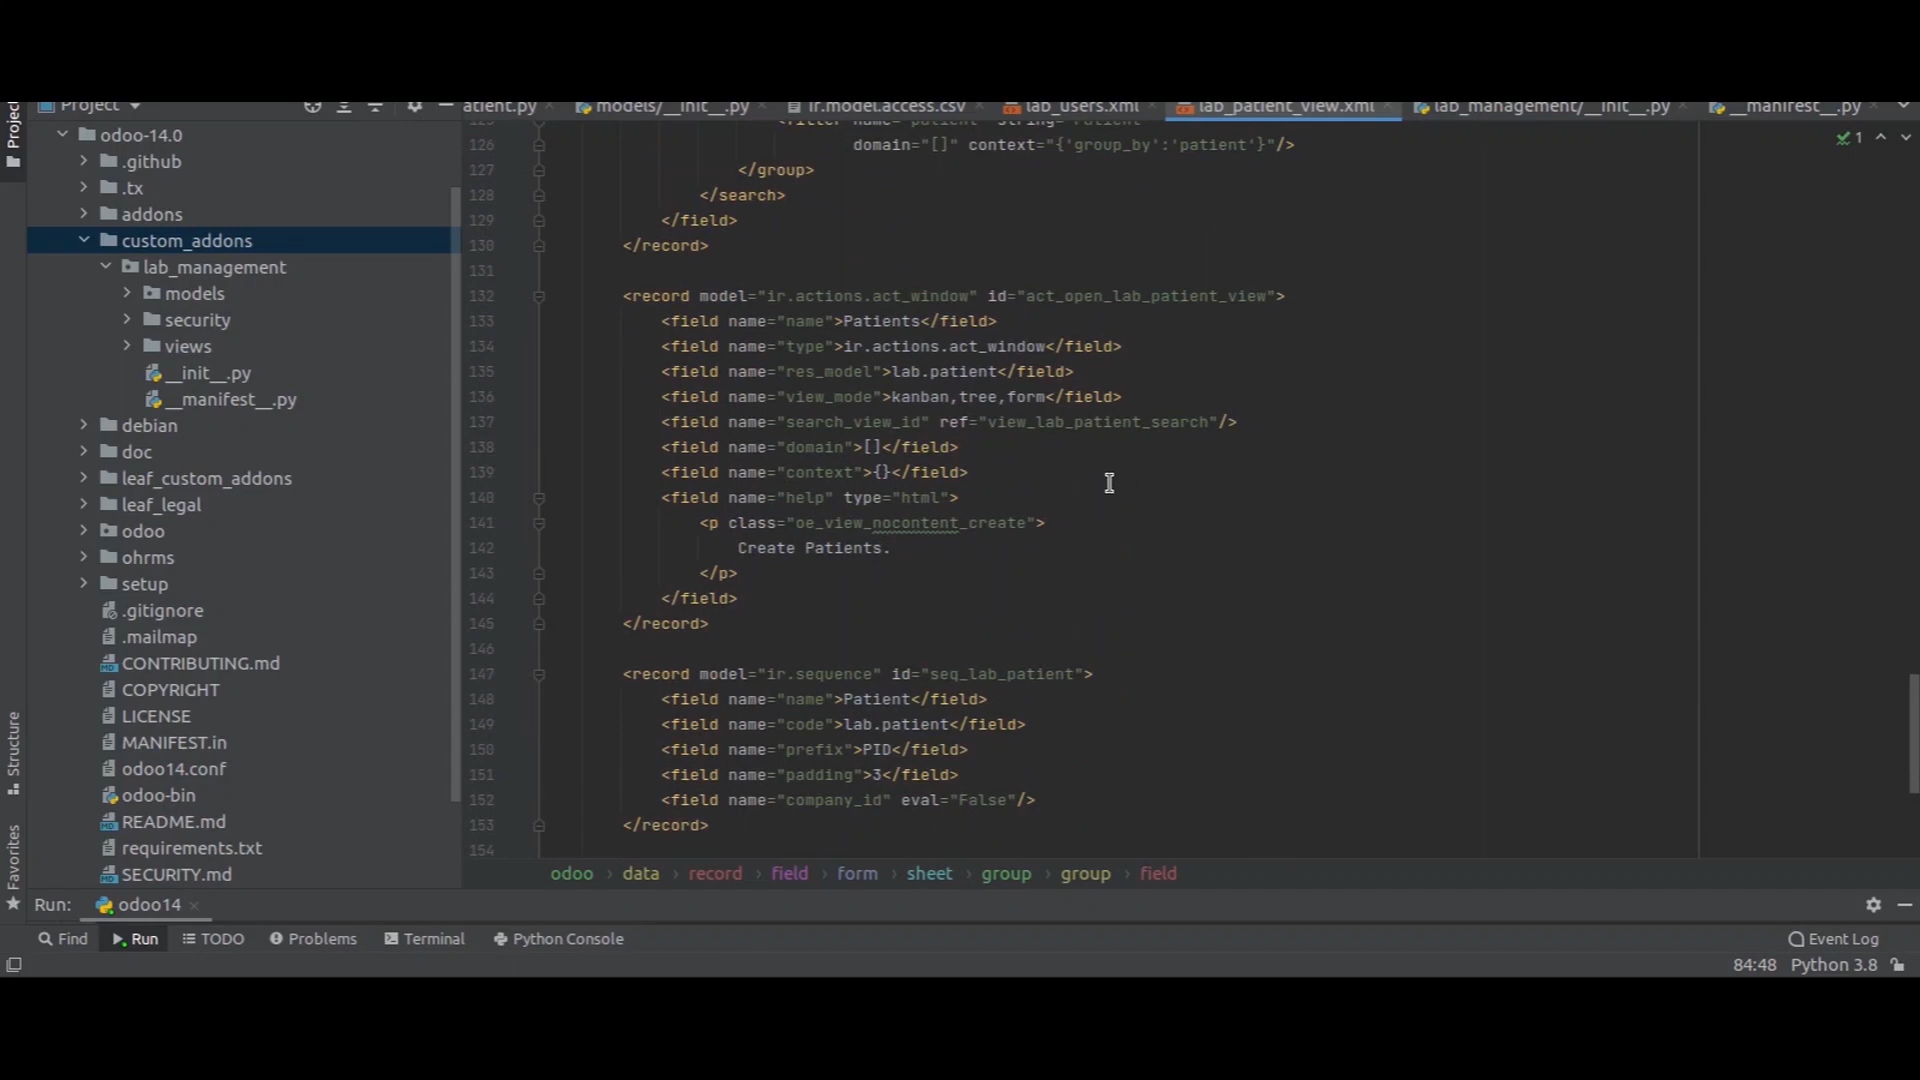 Project
atient.py
models/__init__.py
ir.model.access.csv
lab_users.xml
lab_patient_view.xml
lab_management/__init__.py
__manifest__.py
Project
odoo-14.0
.github
.tx
addons
custom_addons
lab_management
models
security
views
__init__.py
__manifest__.py
debian
doc
leaf_custom_addons
leaf_legal
odoo
ohrms
setup
.gitignore
.mailmap
CONTRIBUTING.md
COPYRIGHT
LICENSE
MANIFEST.in
odoo14.conf
odoo-bin
README.md
requirements.txt
SECURITY.md
Structure
Favorites
1
126 domain="[]" context="{'group_by':'patient'}"/>
127 </group>
128 </search>
129 </field>
130 </record>
131
132 <record model="ir.actions.act_window" id="act_open_lab_patient_view">
133 <field name="name">Patients</field>
134 <field name="type">ir.actions.act_window</field>
135 <field name="res_model">lab.patient</field>
136 <field name="view_mode">kanban,tree,form</field>
137 <field name="search_view_id" ref="view_lab_patient_search"/>
138 <field name="domain">[]</field>
139 <field name="context">{}</field>
140 <field name="help" type="html">
141 <p class="oe_view_nocontent_create">
142 Create Patients.
143 </p>
144 </field>
145 </record>
146
147 <record model="ir.sequence" id="seq_lab_patient">
148 <field name="name">Patient</field>
149 <field name="code">lab.patient</field>
150 <field name="prefix">PID</field>
151 <field name="padding">3</field>
152 <field name="company_id" eval="False"/>
153 </record>
154
odoo › data › record › field › form › sheet › group › group › field
Run: odoo14
Find Run TODO Problems Terminal Python Console Event Log
84:48 Python 3.8